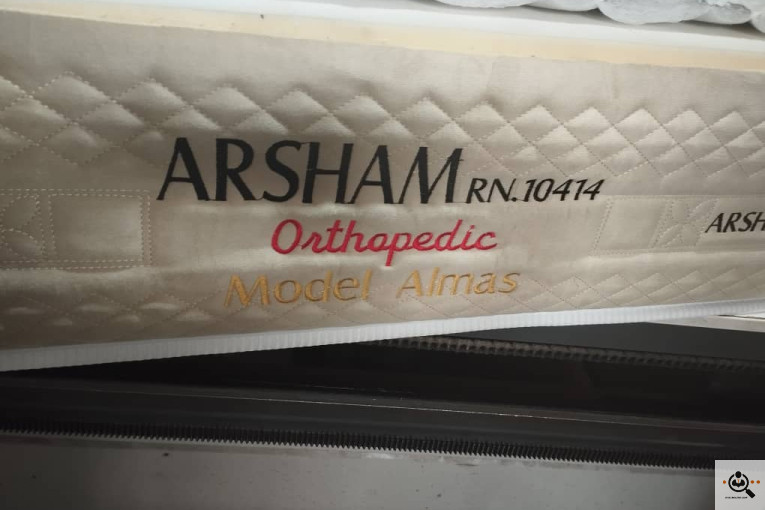 ARSHAM RN.10414
Orthopedic
Model Almas
ARSH